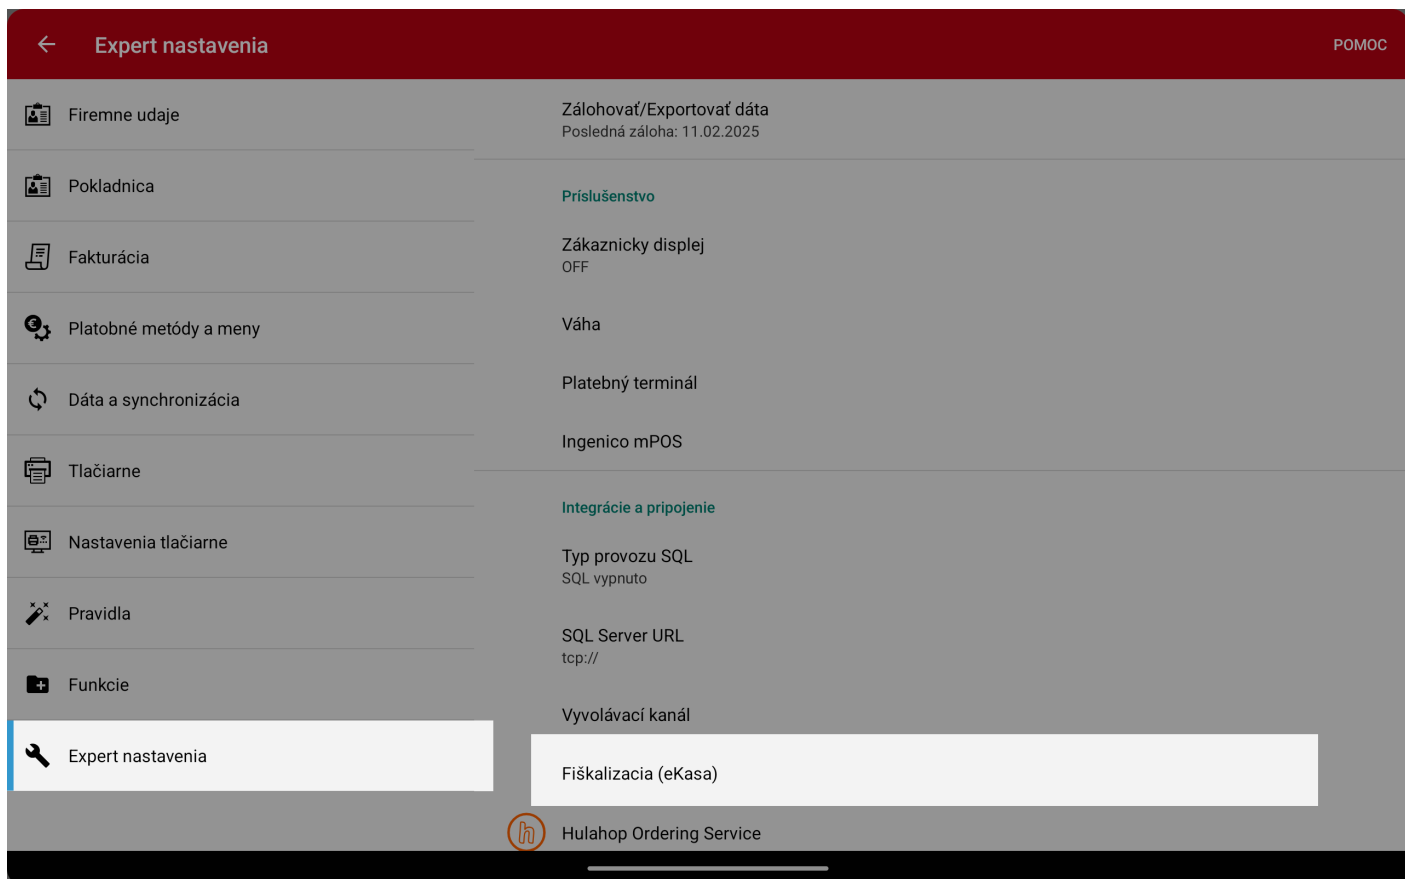 Expert nastavenia
POMOC
Firemne udaje
Pokladnica
Fakturácia
Platobné metódy a meny
Dáta a synchronizácia
Tlačiarne
Nastavenia tlačiarne
Pravidla
Funkcie
Expert nastavenia
Zálohovať/Exportovať dáta
Posledná záloha: 11.02.2025
Príslušenstvo
Zákaznicky displej
OFF
Váha
Platebný terminál
Ingenico mPOS
Integrácie a pripojenie
Typ provozu SQL
SQL vypnuto
SQL Server URL
tcp://
Vyvolávací kanál
Fiškalizacia (eKasa)
h
Hulahop Ordering Service